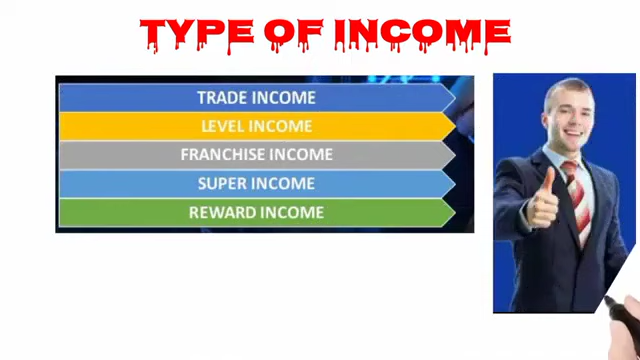 TYPE OF INCOME
TRADE INCOME
LEVEL INCOME
FRANCHISE INCOME
SUPER INCOME
REWARD INCOME